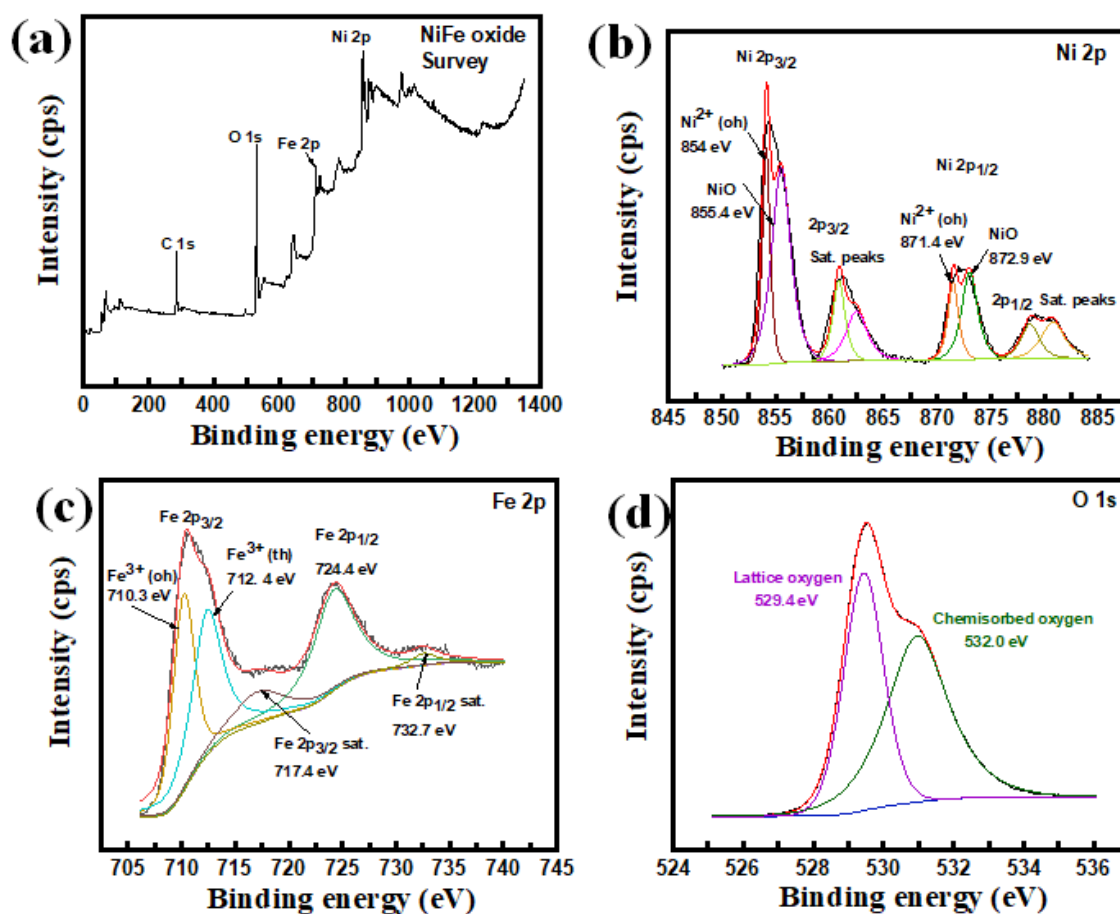 (a)
NiFe oxide
Survey
Ni 2p
O 1s
Fe 2p
C 1s
Intensity (cps)
0 200 400 600 800 1000 1200 1400
Binding energy (eV)
(b)
Ni 2p
Ni 2p3/2
Ni2+ (oh)
854 eV
NiO
855.4 eV
2p3/2
Sat. peaks
Ni 2p1/2
Ni2+ (oh)
871.4 eV
NiO
872.9 eV
2p1/2 Sat. peaks
Intensity (cps)
845 850 855 860 865 870 875 880 885
Binding energy (eV)
(c)
Fe 2p
Fe 2p3/2
Fe3+ (oh)
710.3 eV
Fe3+ (th)
712. 4 eV
Fe 2p1/2
724.4 eV
Fe 2p3/2 sat.
717.4 eV
Fe 2p1/2 sat.
732.7 eV
Intensity (cps)
705 710 715 720 725 730 735 740 745
Binding energy (eV)
(d)
O 1s
Lattice oxygen
529.4 eV
Chemisorbed oxygen
532.0 eV
Intensity (cps)
524 526 528 530 532 534 536
Binding energy (eV)